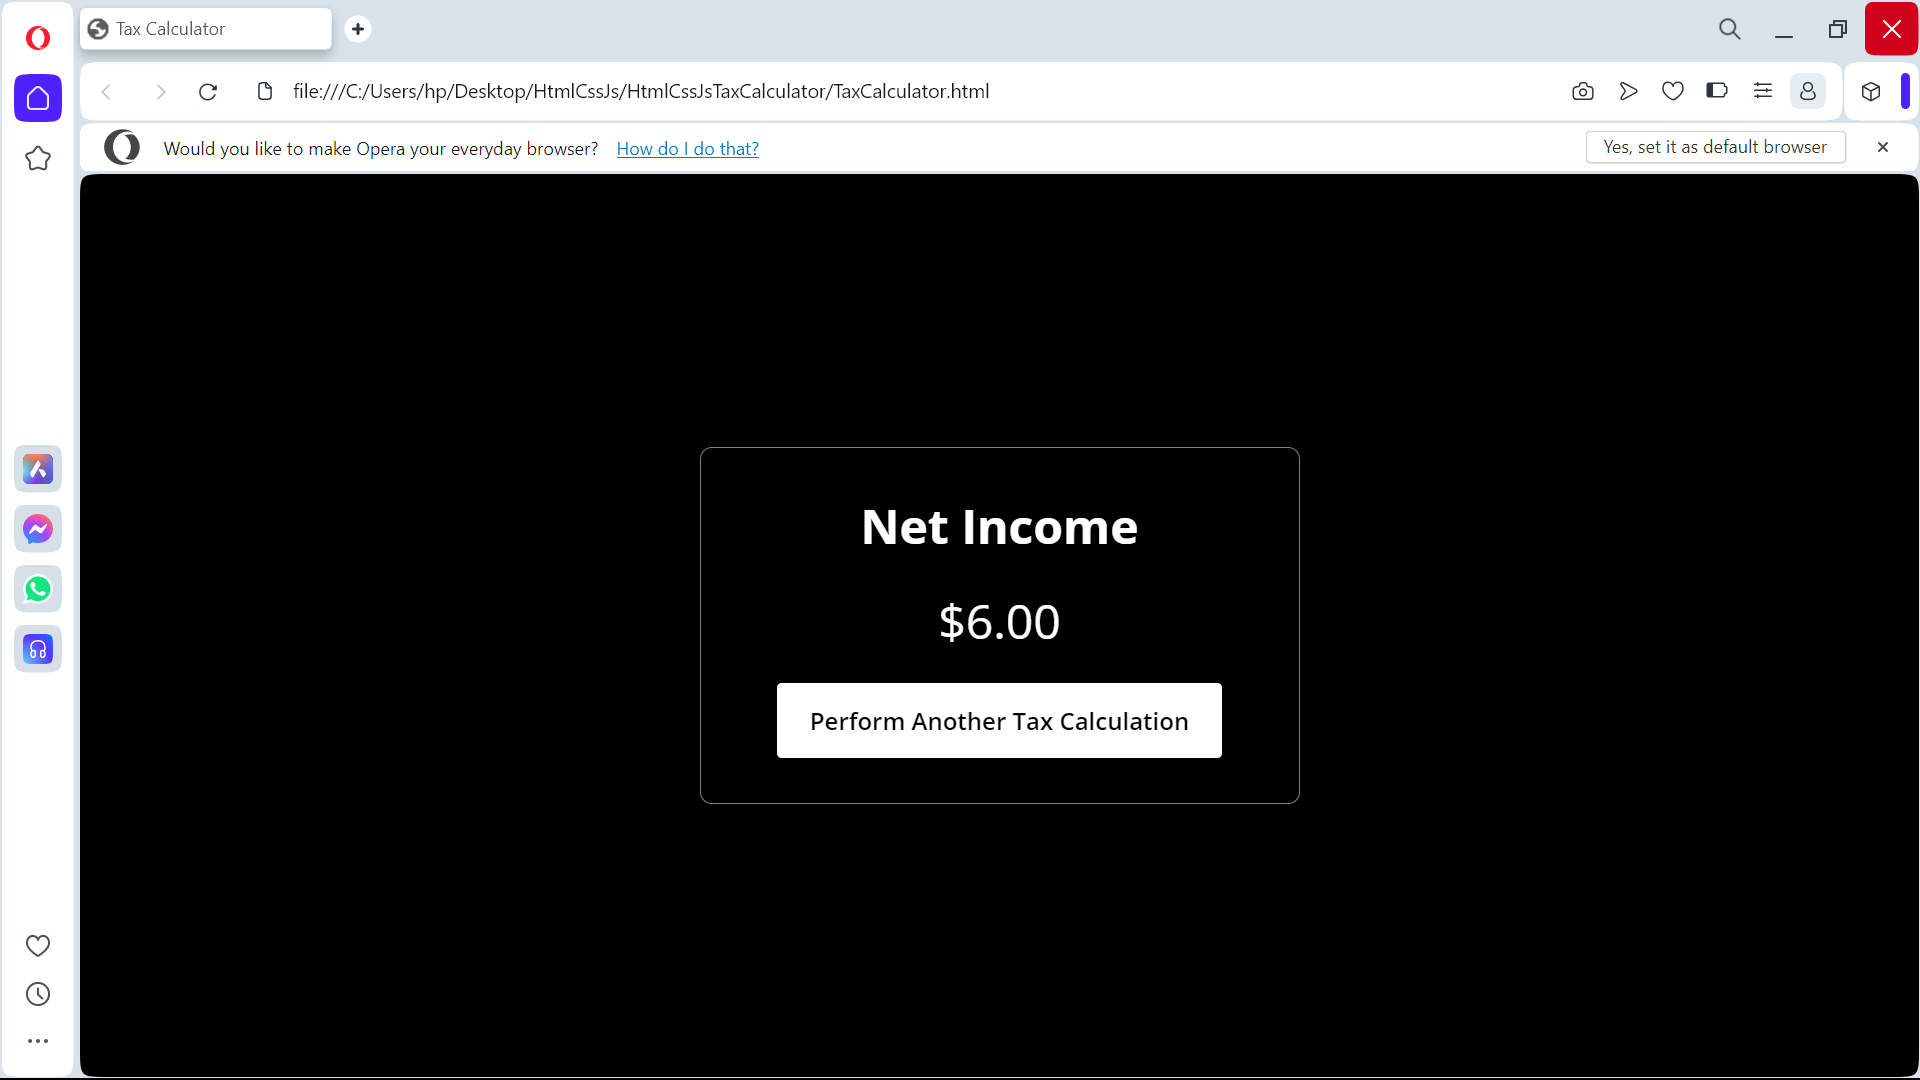 Tax Calculator
file:///C:/Users/hp/Desktop/HtmlCssJs/HtmlCssJsTaxCalculator/TaxCalculator.html
Would you like to make Opera your everyday browser? How do I do that? Yes, set it as default browser
Net Income
$6.00
Perform Another Tax Calculation